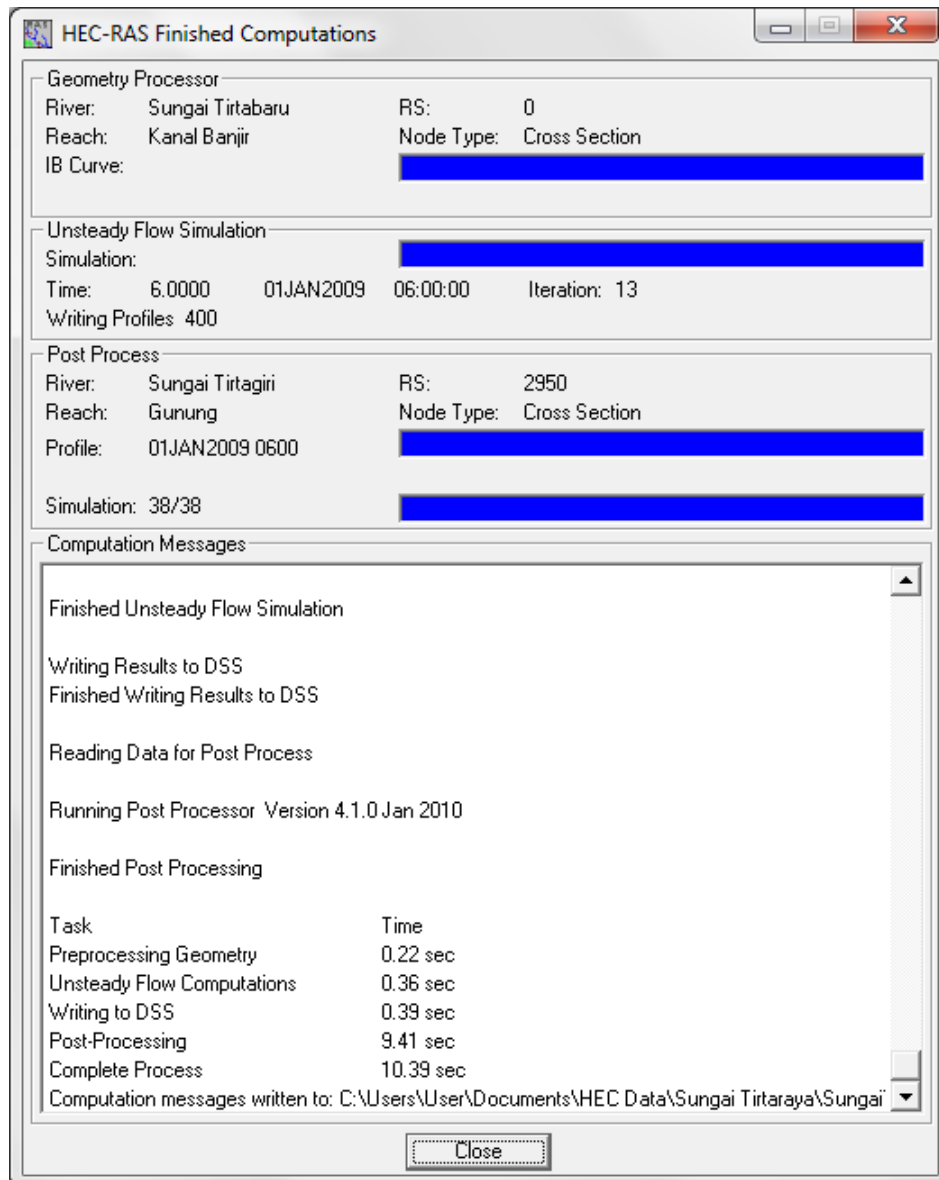 HEC-RAS Finished Computations
Geometry Processor
River: Sungai Tirtabaru RS: 0
Reach: Kanal Banjir Node Type: Cross Section
IB Curve:
Unsteady Flow Simulation
Simulation:
Time: 6.0000 01JAN2009 06:00:00 Iteration: 13
Writing Profiles 400
Post Process
River: Sungai Tirtagiri RS: 2950
Reach: Gunung Node Type: Cross Section
Profile: 01JAN2009 0600
Simulation: 38/38
Computation Messages
Finished Unsteady Flow Simulation
Writing Results to DSS
Finished Writing Results to DSS
Reading Data for Post Process
Running Post Processor Version 4.1.0 Jan 2010
Finished Post Processing
Task Time
Preprocessing Geometry 0.22 sec
Unsteady Flow Computations 0.36 sec
Writing to DSS 0.39 sec
Post-Processing 9.41 sec
Complete Process 10.39 sec
Computation messages written to: C:\Users\User\Documents\HEC Data\Sungai Tirtaraya\Sungai
Close